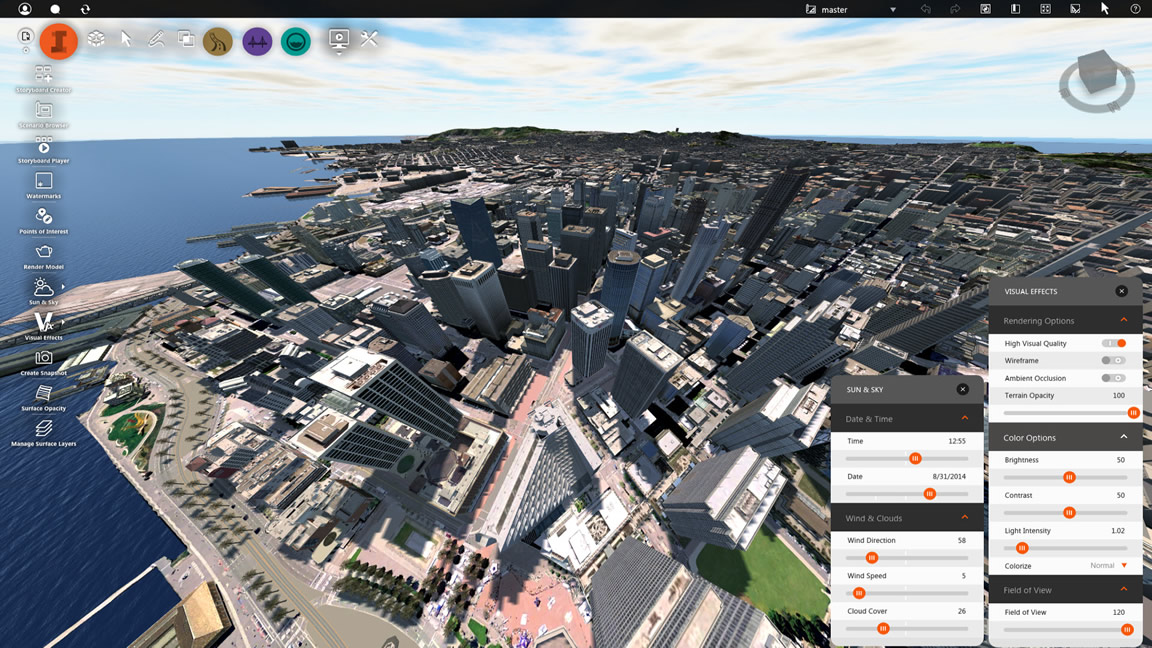 master
Storyboard Creator
Scenario Browser
Storyboard Player
Watermarks
Points of Interest
Render Model
Sun & Sky
Visual Effects
Create Snapshot
Surface Opacity
Manage Surface Layers
SUN & SKY
Date & Time
Time 12:55
Date 8/31/2014
Wind & Clouds
Wind Direction 58
Wind Speed 5
Cloud Cover 26
VISUAL EFFECTS
Rendering Options
High Visual Quality
Wireframe
Ambient Occlusion
Terrain Opacity 100
Color Options
Brightness 50
Contrast 50
Light Intensity 1.02
Colorize Normal
Field of View
Field of View 120